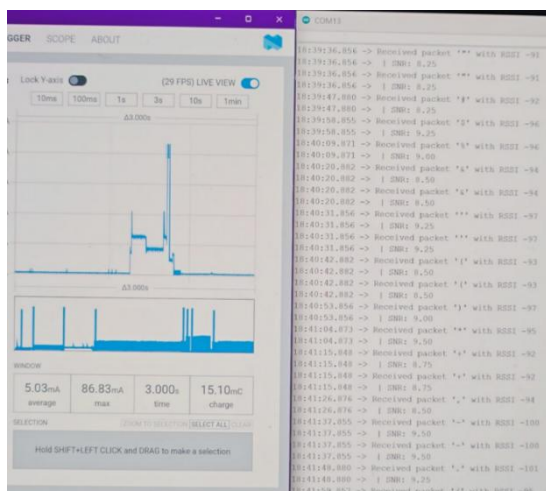 GGER SCOPE ABOUT
Lock Y-axis
(29 FPS) LIVE VIEW
10ms 100ms 1s 3s 10s 1min
Δ3.000s
Δ3.000s
WINDOW
5.03mA 86.83mA 3.000s 15.10mC
average max time charge
SELECTION
ZOOM TO SELECTION SELECT ALL CLEAR
Hold SHIFT+LEFT CLICK and DRAG to make a selection
COM13
18:39:36.856 -> Received packet '"' with RSSI -91
18:39:36.856 -> | SNR: 8.25
18:39:36.856 -> Received packet '"' with RSSI -91
18:39:36.856 -> | SNR: 8.25
18:39:47.880 -> Received packet '#' with RSSI -92
18:39:47.880 -> | SNR: 8.25
18:39:58.855 -> Received packet '$' with RSSI -96
18:39:58.855 -> | SNR: 9.25
18:40:09.871 -> Received packet '%' with RSSI -96
18:40:09.871 -> | SNR: 9.00
18:40:20.882 -> Received packet '&' with RSSI -94
18:40:20.882 -> | SNR: 8.50
18:40:20.882 -> Received packet '&' with RSSI -94
18:40:20.882 -> | SNR: 8.50
18:40:31.856 -> Received packet ''' with RSSI -97
18:40:31.856 -> | SNR: 9.25
18:40:31.856 -> Received packet ''' with RSSI -97
18:40:31.856 -> | SNR: 9.25
18:40:42.882 -> Received packet '(' with RSSI -93
18:40:42.882 -> | SNR: 8.50
18:40:42.882 -> Received packet '(' with RSSI -93
18:40:42.882 -> | SNR: 8.50
18:40:53.856 -> Received packet ')' with RSSI -97
18:40:53.856 -> | SNR: 9.00
18:41:04.873 -> Received packet '*' with RSSI -95
18:41:04.873 -> | SNR: 9.50
18:41:15.848 -> Received packet '+' with RSSI -92
18:41:15.848 -> | SNR: 8.75
18:41:15.848 -> Received packet '+' with RSSI -92
18:41:15.848 -> | SNR: 8.75
18:41:26.876 -> Received packet ',' with RSSI -94
18:41:26.876 -> | SNR: 8.50
18:41:37.855 -> Received packet '-' with RSSI -100
18:41:37.855 -> | SNR: 9.50
18:41:37.855 -> Received packet '-' with RSSI -100
18:41:37.855 -> | SNR: 9.50
18:41:48.880 -> Received packet '.' with RSSI -101
18:41:48.880 -> | SNR: 9.25